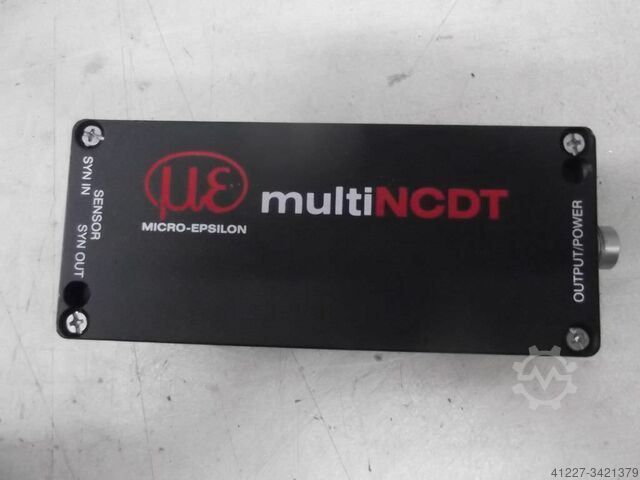 SYN IN
SENSOR
SYN OUT
με
MICRO-EPSILON
multiNCDT
OUTPUT/POWER
41227-3421379